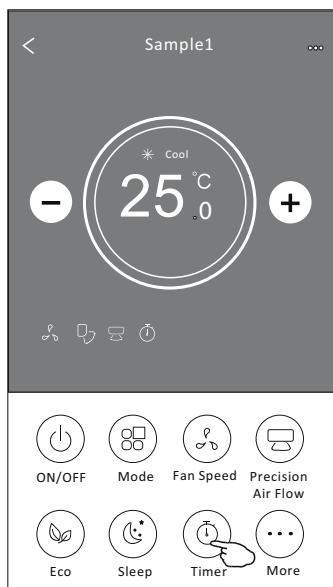 Sample1
Cool
25.0 °C
ON/OFF Mode Fan Speed Precision Air Flow
Eco Sleep Timer More